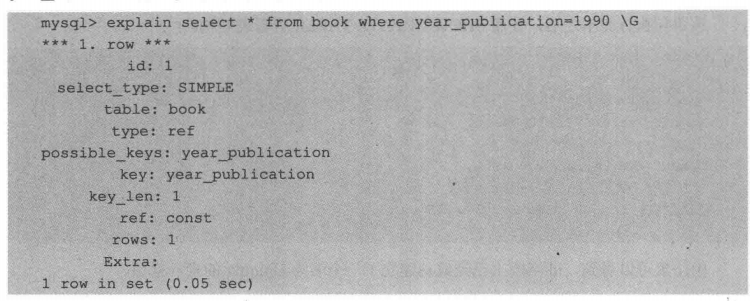 mysql> explain select * from book where year_publication=1990 \G
*** 1. row ***
id: 1
select_type: SIMPLE
table: book
type: ref
possible_keys: year_publication
key: year_publication
key_len: 1
ref: const
rows: 1
Extra:
1 row in set (0.05 sec)